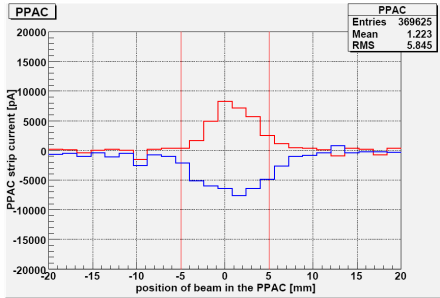 PPAC
PPAC
Entries 369625
Mean 1.223
RMS 5.845
PPAC strip current [pA]
20000
15000
10000
5000
0
-5000
-10000
-15000
-20000
-20 -15 -10 -5 0 5 10 15 20
position of beam in the PPAC [mm]